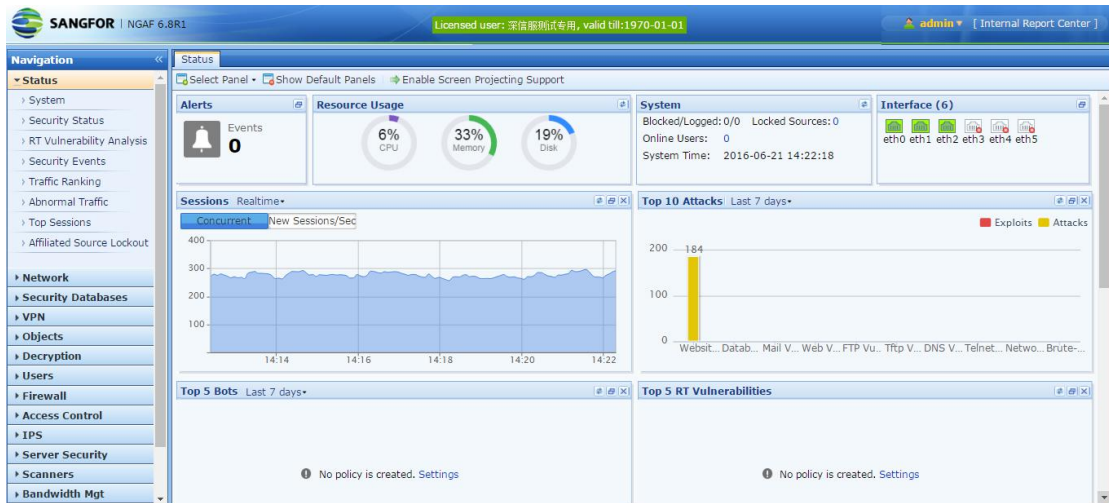 SANGFOR | NGAF 6.8R1
Licensed user: 深信服测试专用, valid till:1970-01-01
admin [ Internal Report Center ]
Navigation
Status
System
Security Status
RT Vulnerability Analysis
Security Events
Traffic Ranking
Abnormal Traffic
Top Sessions
Affiliated Source Lockout
Network
Security Databases
VPN
Objects
Decryption
Users
Firewall
Access Control
IPS
Server Security
Scanners
Bandwidth Mgt
Status
Select Panel Show Default Panels Enable Screen Projecting Support
Alerts
Events
0
Resource Usage
6%
CPU
33%
Memory
19%
Disk
System
Blocked/Logged: 0/0 Locked Sources: 0
Online Users: 0
System Time: 2016-06-21 14:22:18
Interface (6)
eth0 eth1 eth2 eth3 eth4 eth5
Sessions Realtime
Concurrent New Sessions/Sec
400
300
200
100
14:14 14:16 14:18 14:20 14:22
Top 10 Attacks Last 7 days
Exploits Attacks
200
184
100
0
Websit... Datab... Mail V... Web V... FTP Vu... Tftp V... DNS V... Telnet... Netwo... Brute-...
Top 5 Bots Last 7 days
No policy is created. Settings
Top 5 RT Vulnerabilities
No policy is created. Settings